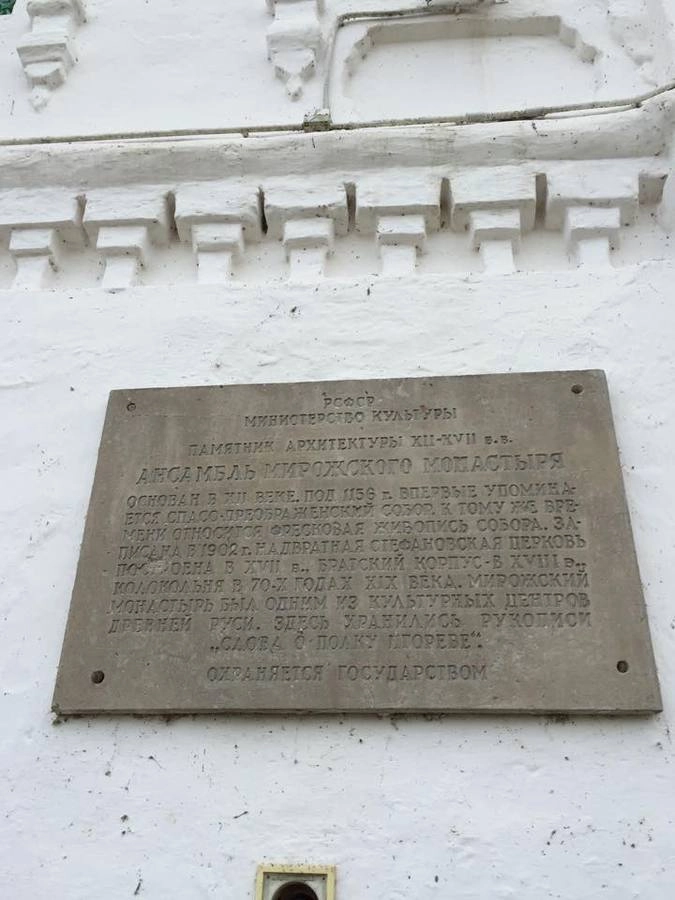 РСФСР
МИНИСТЕРСТВО КУЛЬТУРЫ
ПАМЯТНИК АРХИТЕКТУРЫ XII-XVII в.в.
АНСАМБЛЬ МИРОЖСКОГО МОНАСТЫРЯ
ОСНОВАН В XII ВЕКЕ. ПОД 1156 г. ВПЕРВЫЕ УПОМИНА-
ЕТСЯ СПАСО-ПРЕОБРАЖЕНСКИЙ СОБОР. К ТОМУ ЖЕ ВРЕ-
МЕНИ ОТНОСИТСЯ ФРЕСКОВАЯ ЖИВОПИСЬ СОБОРА. ЗА-
ПИСАНА В 1902 г. НАДВРАТНАЯ СТЕФАНОВСКАЯ ЦЕРКОВЬ
ПОСТРОЕНА В XVII в., БРАТСКИЙ КОРПУС-В XVIII в.,
КОЛОКОЛЬНЯ В 70-Х ГОДАХ XIX ВЕКА. МИРОЖСКИЙ
МОНАСТЫРЬ БЫЛ ОДНИМ ИЗ КУЛЬТУРНЫХ ЦЕНТРОВ
ДРЕВНЕЙ РУСИ. ЗДЕСЬ ХРАНИЛИСЬ РУКОПИСИ
„СЛОВА О ПОЛКУ ИГОРЕВЕ".
ОХРАНЯЕТСЯ ГОСУДАРСТВОМ